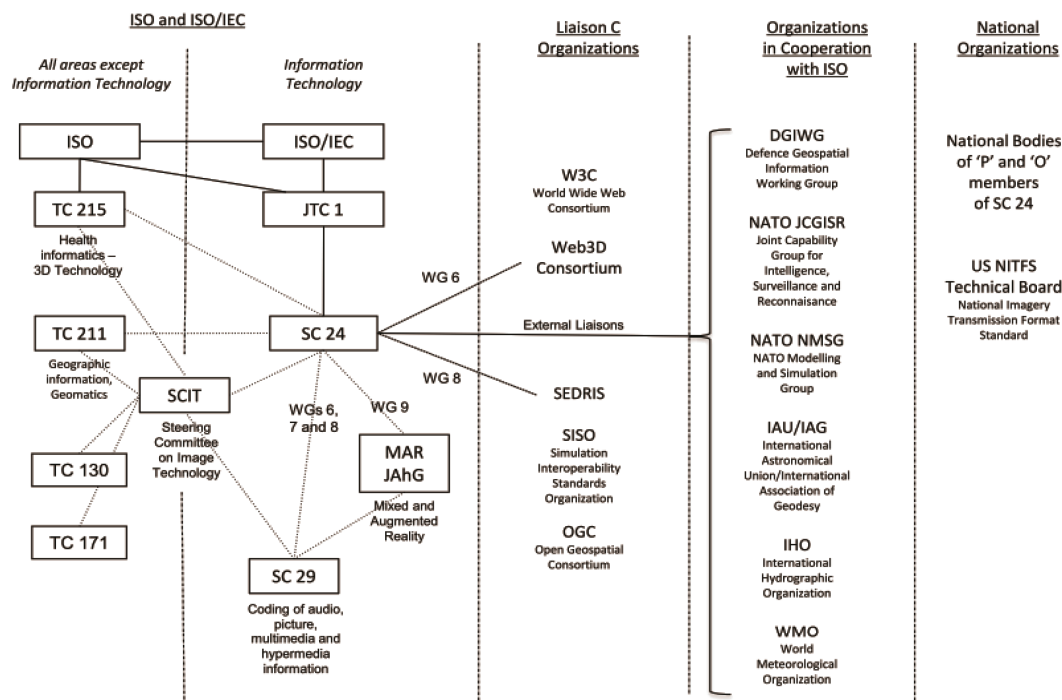 ISO and ISO/IEC
All areas except
Information Technology
Information
Technology
ISO
ISO/IEC
TC 215
JTC 1
Health
informatics –
3D Technology
TC 211
SC 24
Geographic
information,
Geomatics
SCIT
Steering
Committee
on Image
Technology
WGs 6,
7 and 8
WG 9
TC 130
MAR
JAhG
Mixed and
Augmented
Reality
TC 171
SC 29
Coding of audio,
picture,
multimedia and
hypermedia
information
Liaison C
Organizations
W3C
World Wide Web
Consortium
Web3D
Consortium
WG 6
External Liaisons
WG 8
SEDRIS
SISO
Simulation
Interoperability
Standards
Organization
OGC
Open Geospatial
Consortium
Organizations
in Cooperation
with ISO
DGIWG
Defence Geospatial
Information
Working Group
NATO JCGISR
Joint Capability
Group for
Intelligence,
Surveillance and
Reconnaisance
NATO NMSG
NATO Modelling
and Simulation
Group
IAU/IAG
International
Astronomical
Union/International
Association of
Geodesy
IHO
International
Hydrographic
Organization
WMO
World
Meteorological
Organization
National
Organizations
National Bodies
of ‘P’ and ‘O’
members
of SC 24
US NITFS
Technical Board
National Imagery
Transmission Format
Standard